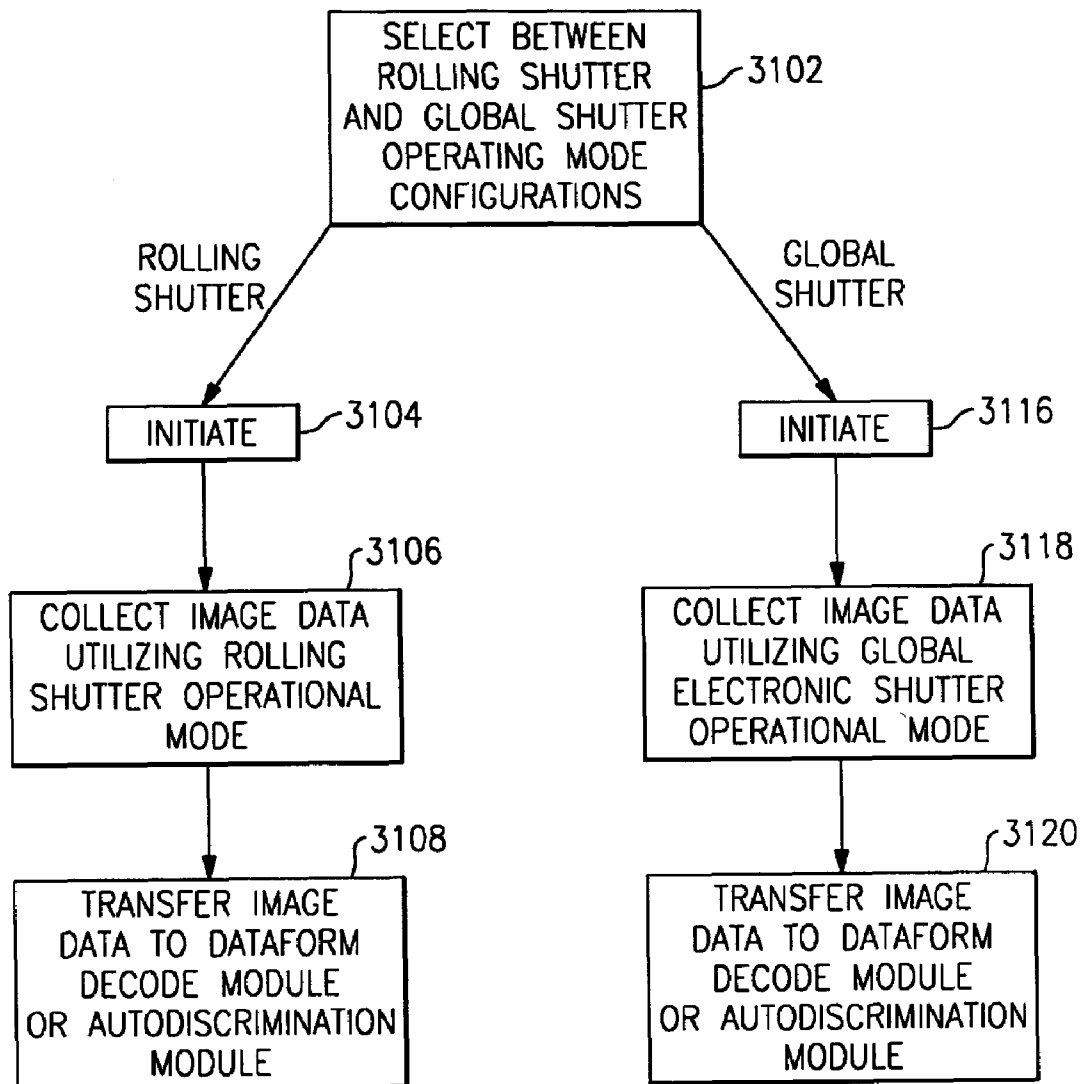 SELECT BETWEEN
ROLLING SHUTTER
AND GLOBAL SHUTTER
OPERATING MODE
CONFIGURATIONS
3102
ROLLING
SHUTTER
GLOBAL
SHUTTER
INITIATE
3104
INITIATE
3116
3106
COLLECT IMAGE DATA
UTILIZING ROLLING
SHUTTER OPERATIONAL
MODE
3118
COLLECT IMAGE DATA
UTILIZING GLOBAL
ELECTRONIC SHUTTER
OPERATIONAL MODE
3108
TRANSFER IMAGE
DATA TO DATAFORM
DECODE MODULE
OR AUTODISCRIMINATION
MODULE
3120
TRANSFER IMAGE
DATA TO DATAFORM
DECODE MODULE
OR AUTODISCRIMINATION
MODULE